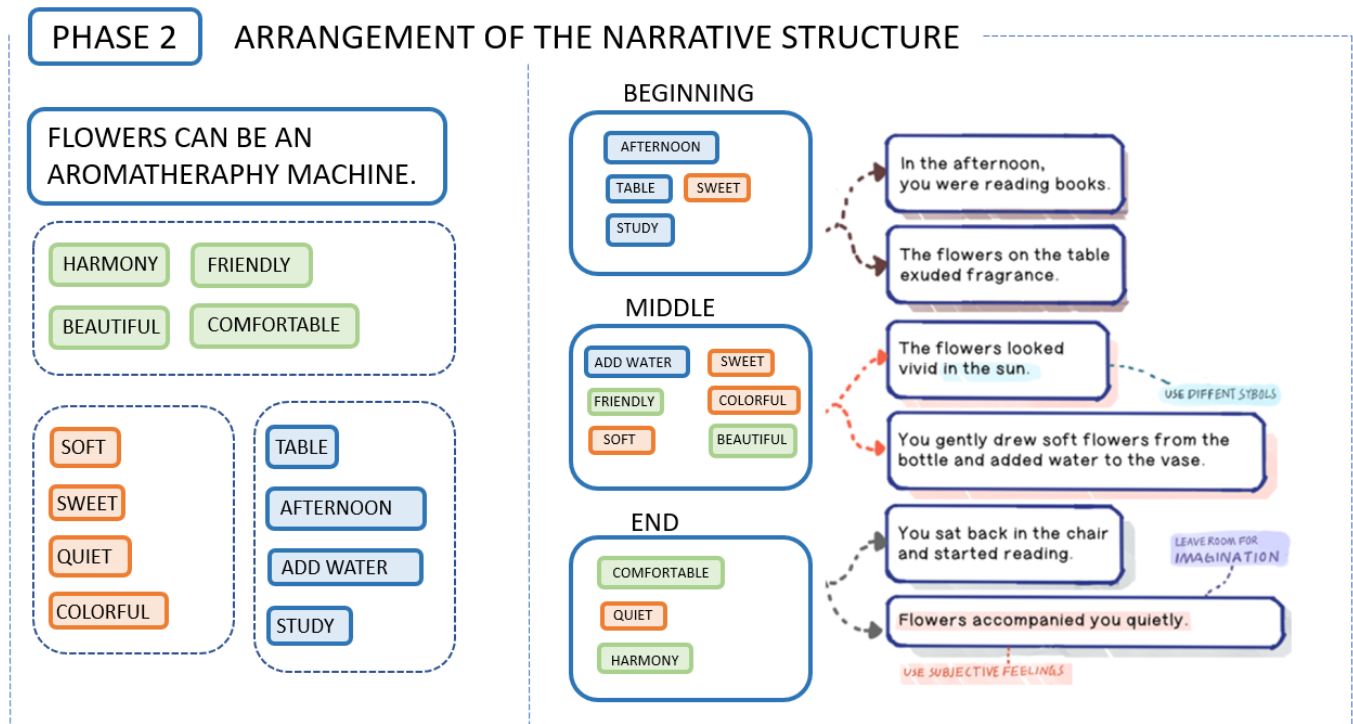 PHASE 2
ARRANGEMENT OF THE NARRATIVE STRUCTURE
FLOWERS CAN BE AN
AROMATHERAPHY MACHINE.
HARMONY
FRIENDLY
BEAUTIFUL
COMFORTABLE
SOFT
SWEET
QUIET
COLORFUL
TABLE
AFTERNOON
ADD WATER
STUDY
BEGINNING
AFTERNOON
TABLE
SWEET
STUDY
In the afternoon,
you were reading books.
The flowers on the table
exuded fragrance.
MIDDLE
ADD WATER
SWEET
FRIENDLY
COLORFUL
SOFT
BEAUTIFUL
The flowers looked
vivid in the sun.
USE DIFFENT SYBOLS
You gently drew soft flowers from the
bottle and added water to the vase.
END
COMFORTABLE
QUIET
HARMONY
You sat back in the chair
and started reading.
LEAVE ROOM FOR
IMAGINATION
Flowers accompanied you quietly.
USE SUBJECTIVE FEELINGS